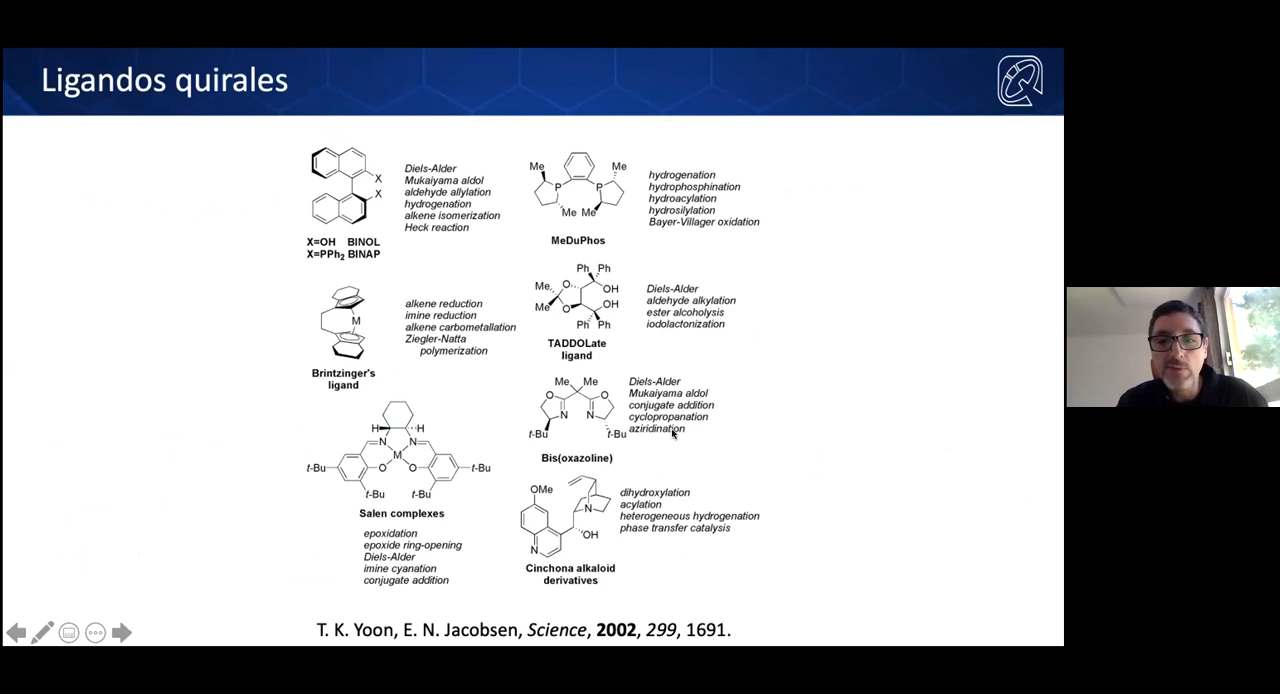 Ligandos quirales
X
X
X=OH BINOL
X=PPh2 BINAP
Diels-Alder
Mukaiyama aldol
aldehyde allylation
hydrogenation
alkene isomerization
Heck reaction
Me
Me
P
P
Me
Me
MeDuPhos
hydrogenation
hydrophosphination
hydroacylation
hydrosilylation
Bayer-Villager oxidation
M
Brintzinger's
ligand
alkene reduction
imine reduction
alkene carbometallation
Ziegler-Natta
polymerization
Ph Ph
Me
O
OH
Me
O
OH
Ph Ph
TADDOLate
ligand
Diels-Alder
aldehyde alkylation
ester alcoholysis
iodolactonization
H
H
N
N
M
O
O
t-Bu
t-Bu
t-Bu
t-Bu
Salen complexes
epoxidation
epoxide ring-opening
Diels-Alder
imine cyanation
conjugate addition
Me Me
O
O
N
N
t-Bu
t-Bu
Bis(oxazoline)
Diels-Alder
Mukaiyama aldol
conjugate addition
cyclopropanation
aziridination
OMe
N
OH
N
Cinchona alkaloid
derivatives
dihydroxylation
acylation
heterogeneous hydrogenation
phase transfer catalysis
T. K. Yoon, E. N. Jacobsen, Science, 2002, 299, 1691.